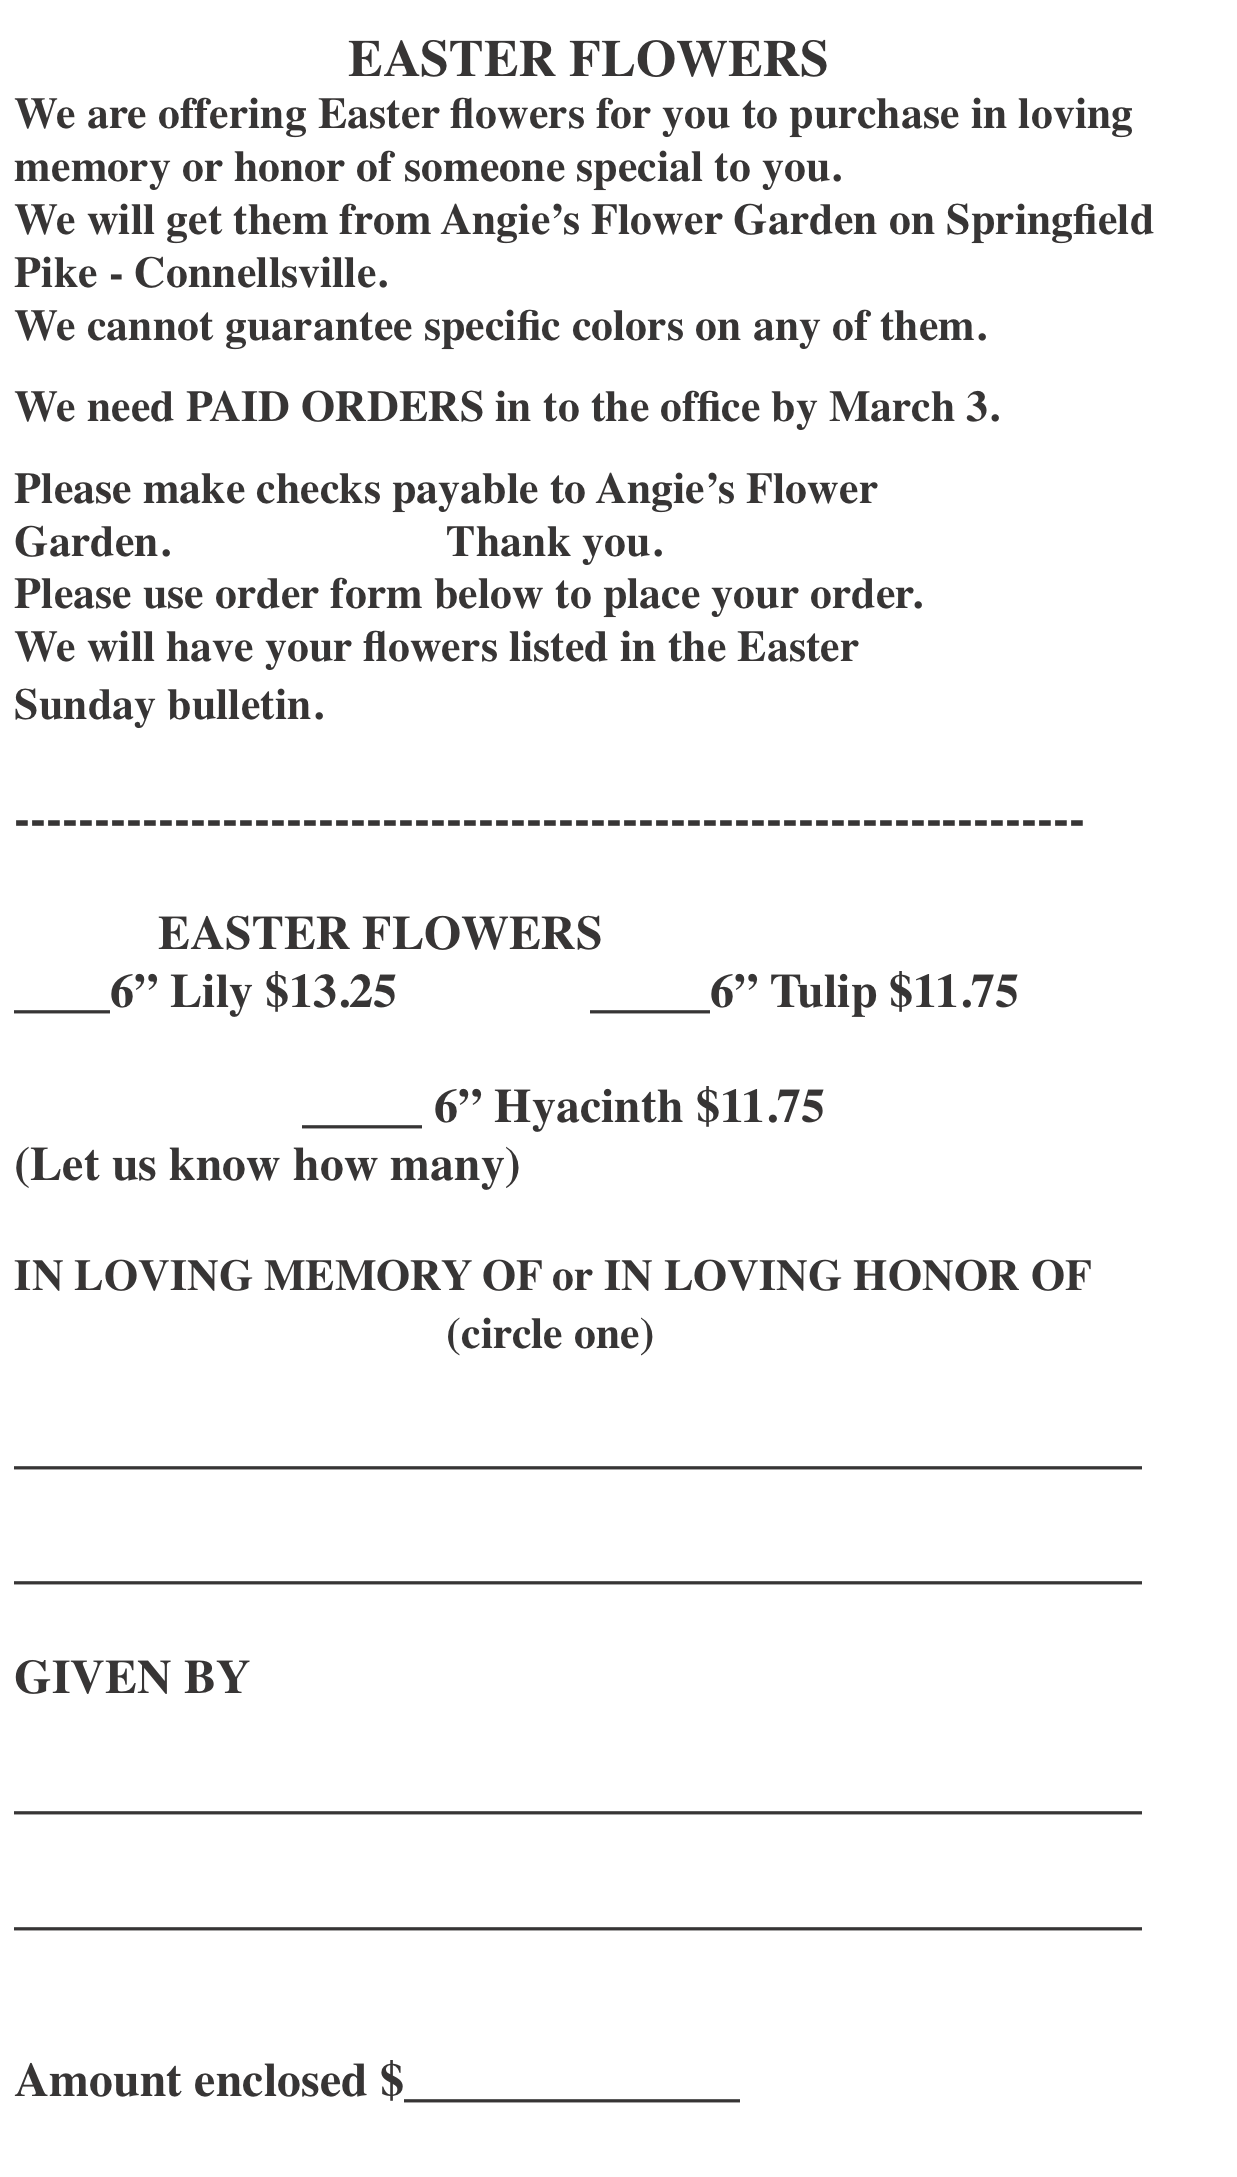 EASTER FLOWERS
We are offering Easter flowers for you to purchase in loving
memory or honor of someone special to you.
We will get them from Angie’s Flower Garden on Springfield
Pike - Connellsville.
We cannot guarantee specific colors on any of them.
We need PAID ORDERS in to the office by March 3.
Please make checks payable to Angie’s Flower
Garden. Thank you.
Please use order form below to place your order.
We will have your flowers listed in the Easter
Sunday bulletin.
-------------------------------------------------------------------
EASTER FLOWERS
____6” Lily $13.25 _____6” Tulip $11.75
_____ 6” Hyacinth $11.75
(Let us know how many)
IN LOVING MEMORY OF or IN LOVING HONOR OF
(circle one)
_______________________________________________
_______________________________________________
GIVEN BY
_______________________________________________
_______________________________________________
Amount enclosed $______________